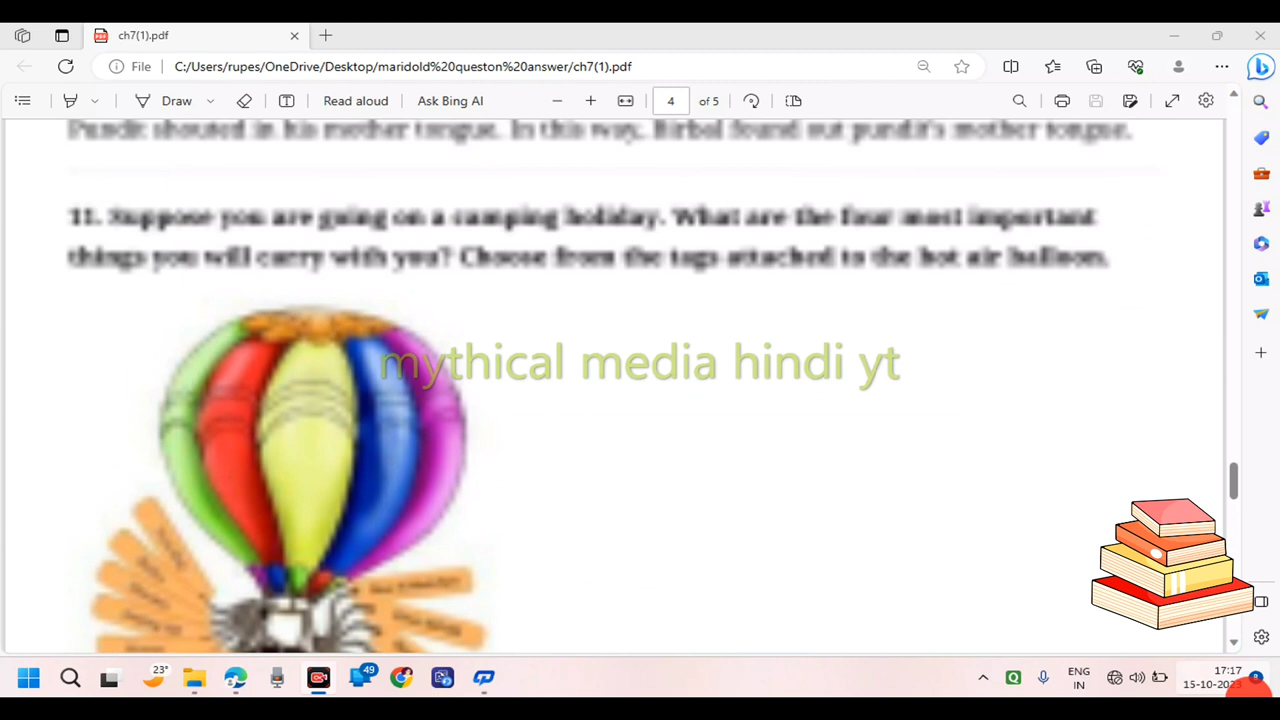 ch7(1).pdf
File C:/Users/rupes/OneDrive/Desktop/maridold%20queston%20answer/ch7(1).pdf
Draw Read aloud Ask Bing AI 4 of 5
Pundit shouted in his mother tongue. In this way, Birbal found out pundit's mother tongue.
11. Suppose you are going on a camping holiday. What are the four most important
things you will carry with you? Choose from the tags attached to the hot air balloon.
mythical media hindi yt
23°
49
ENG
IN
17:17
15-10-2023